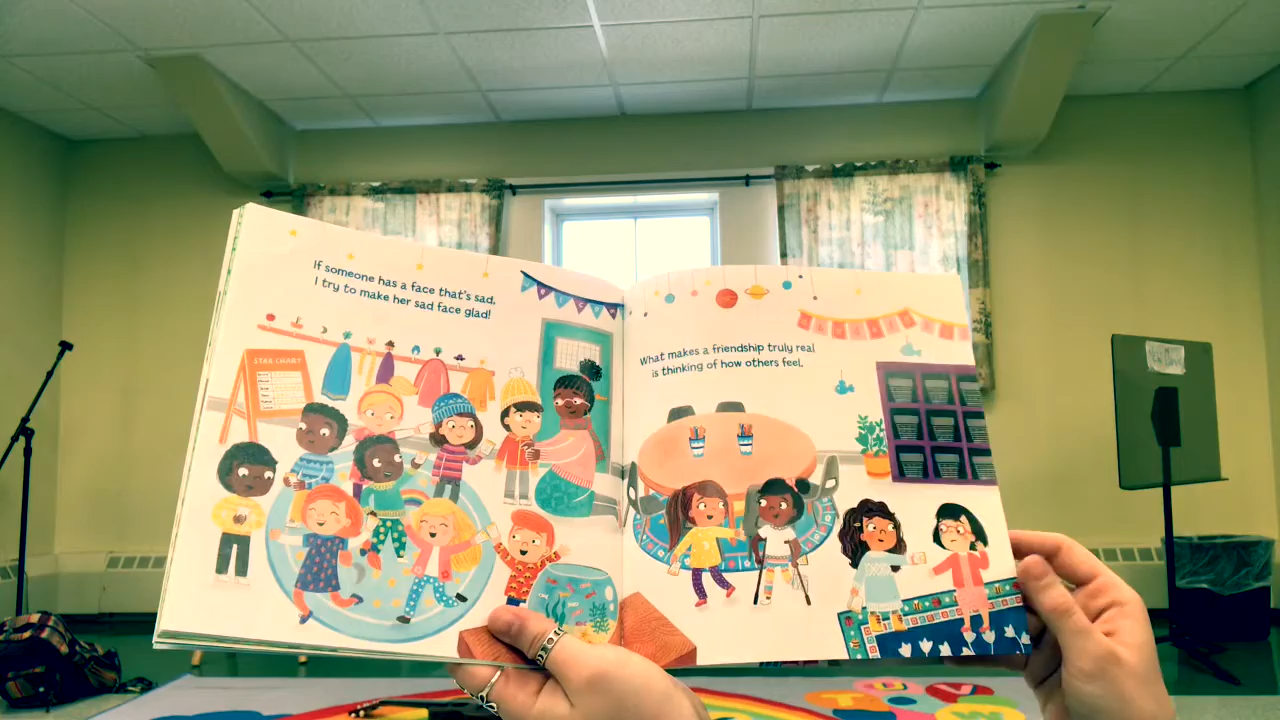 If someone has a face that's sad,
I try to make her sad face glad!
WELCOME
STAR CHART
What makes a friendship truly real
is thinking of how others feel.
T U V
W